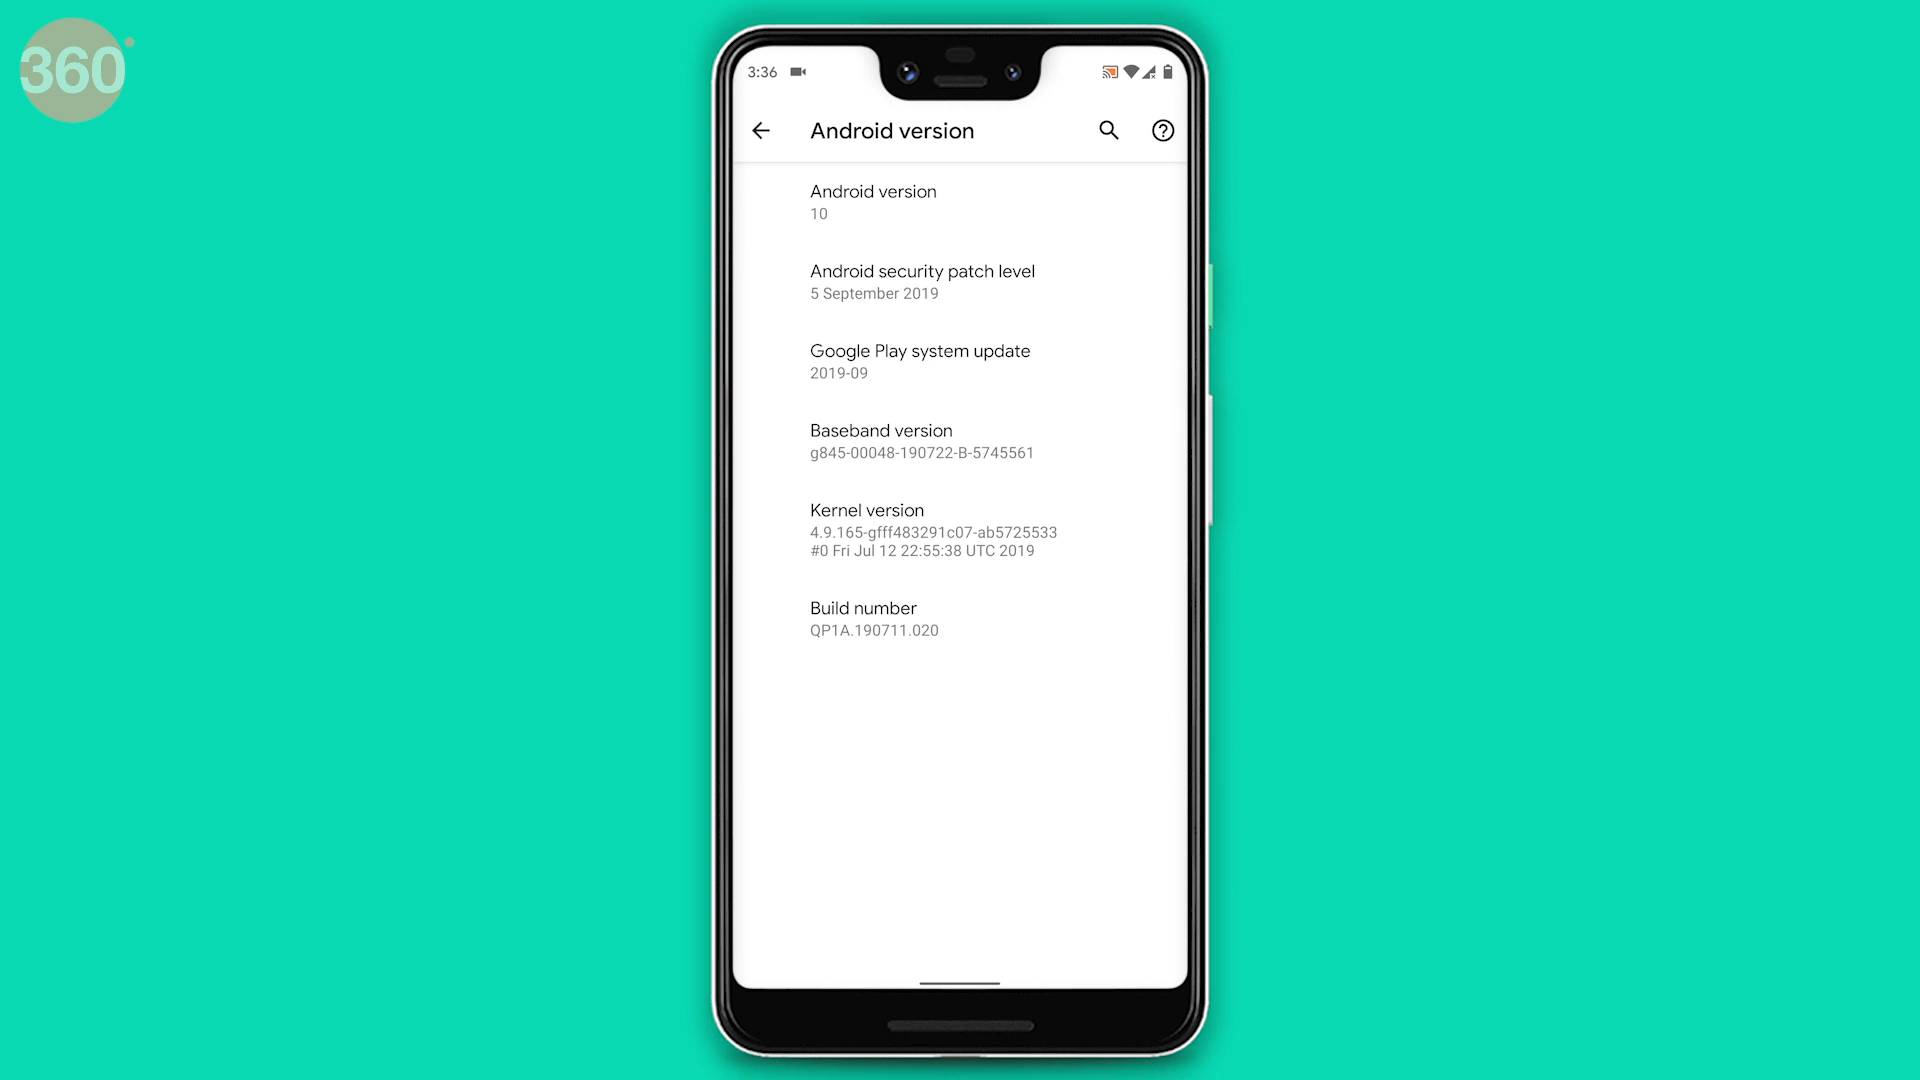 360
3:36
Android version
Android version
10
Android security patch level
5 September 2019
Google Play system update
2019-09
Baseband version
g845-00048-190722-B-5745561
Kernel version
4.9.165-gfff483291c07-ab5725533
#0 Fri Jul 12 22:55:38 UTC 2019
Build number
QP1A.190711.020